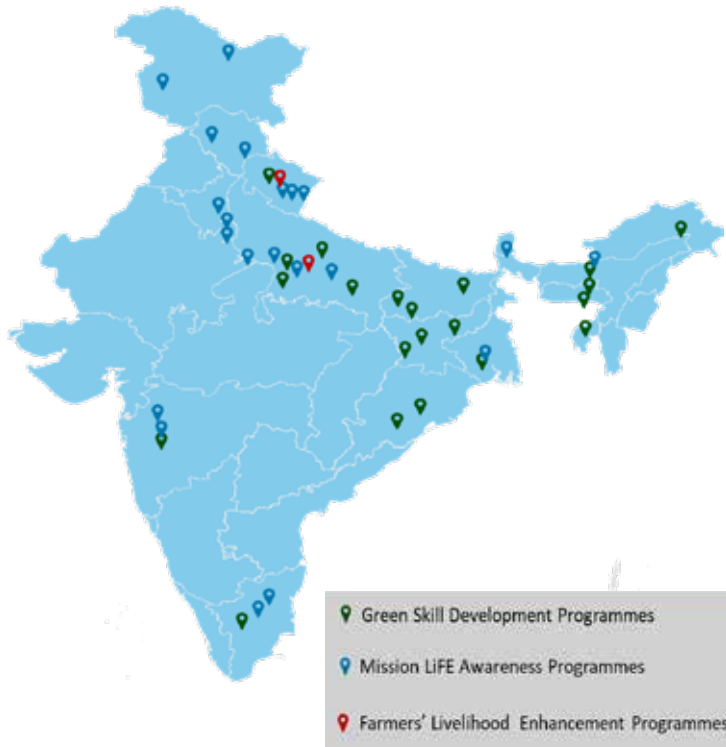 Green Skill Development Programmes
Mission LiFE Awareness Programmes
Farmers' Livelihood Enhancement Programmes